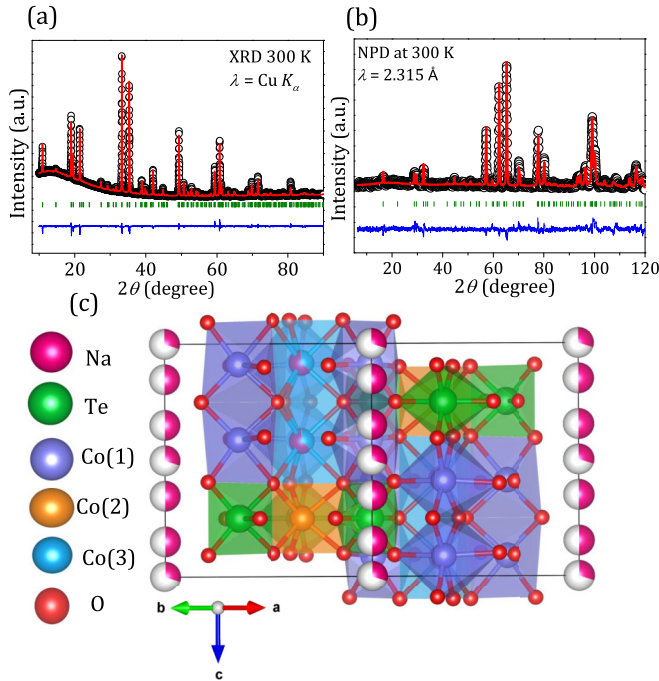 (a)
XRD 300 K
λ = Cu Kα
Intensity (a.u.)
20 40 60 80
2θ (degree)
(b)
NPD at 300 K
λ = 2.315 Å
Intensity (a.u.)
20 40 60 80 100 120
2θ (degree)
(c)
Na
Te
Co(1)
Co(2)
Co(3)
O
b a
c